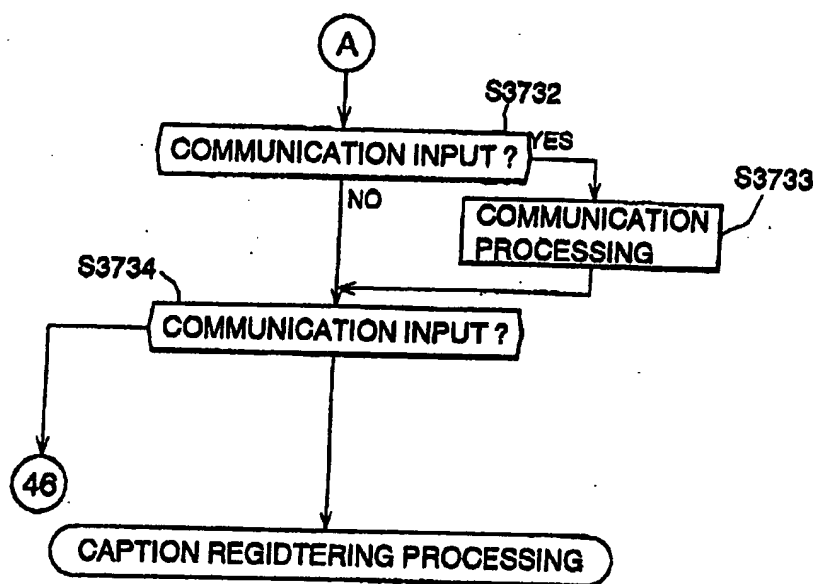 A
S3732
COMMUNICATION INPUT ?
YES
NO
S3733
COMMUNICATION
PROCESSING
S3734
COMMUNICATION INPUT ?
46
CAPTION REGIDTERING PROCESSING